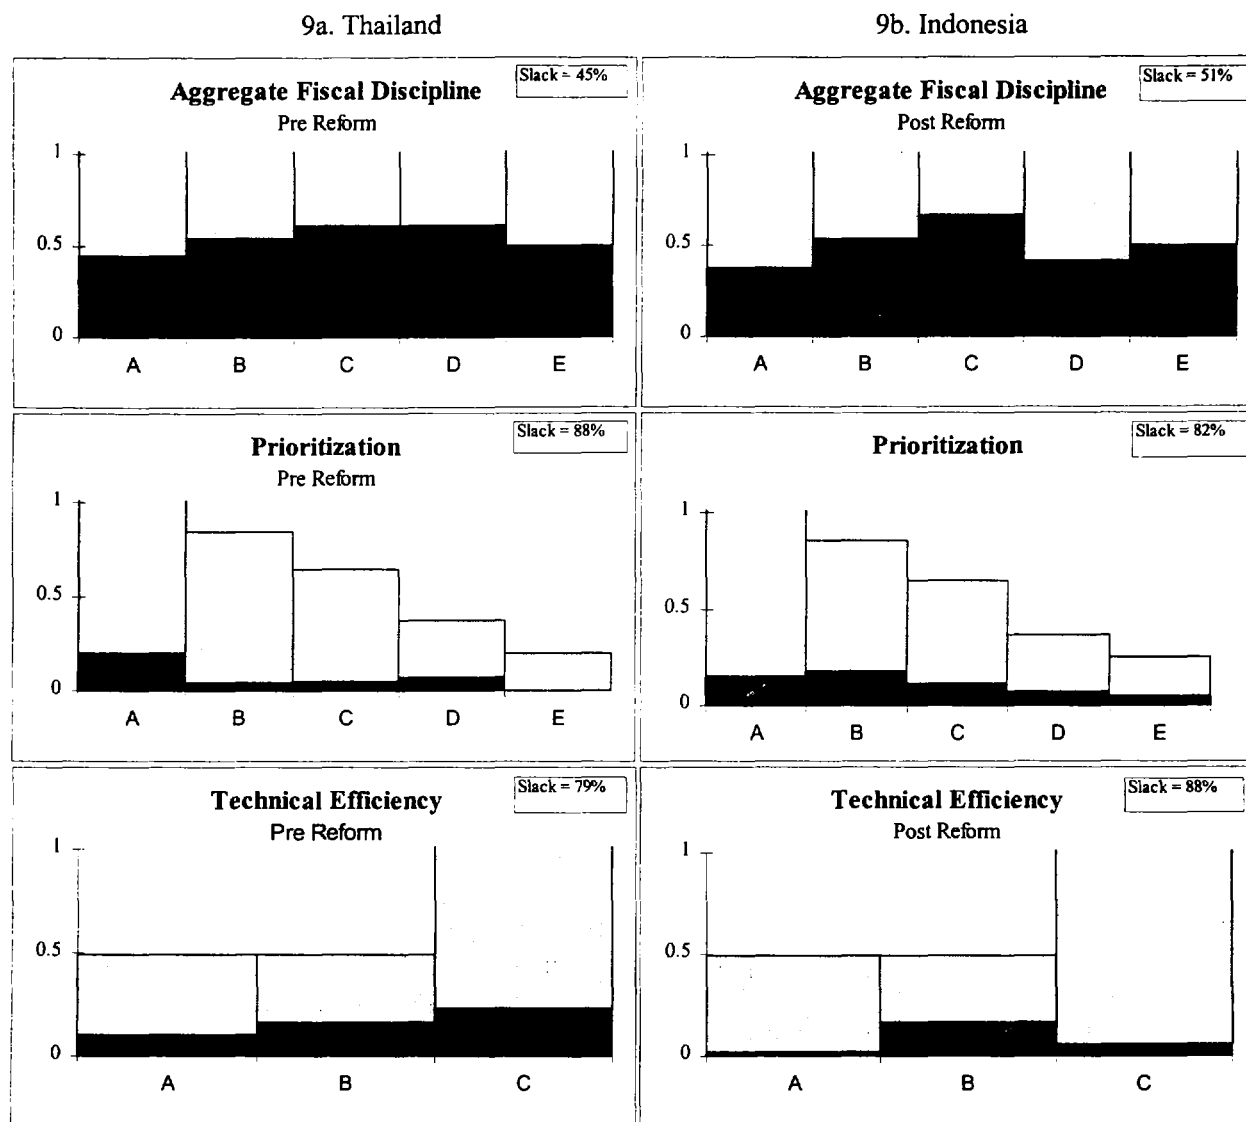 9a. Thailand
9b. Indonesia
Slack = 45%
Aggregate Fiscal Discipline
Pre Reform
1
0.5
0
A B C D E
Slack = 51%
Aggregate Fiscal Discipline
Post Reform
1
0.5
0
A B C D E
Slack = 88%
Prioritization
Pre Reform
1
0.5
0
A B C D E
Slack = 82%
Prioritization
1
0.5
0
A B C D E
Slack = 79%
Technical Efficiency
Pre Reform
1
0.5
0
A B C
Slack = 88%
Technical Efficiency
Post Reform
1
0.5
0
A B C